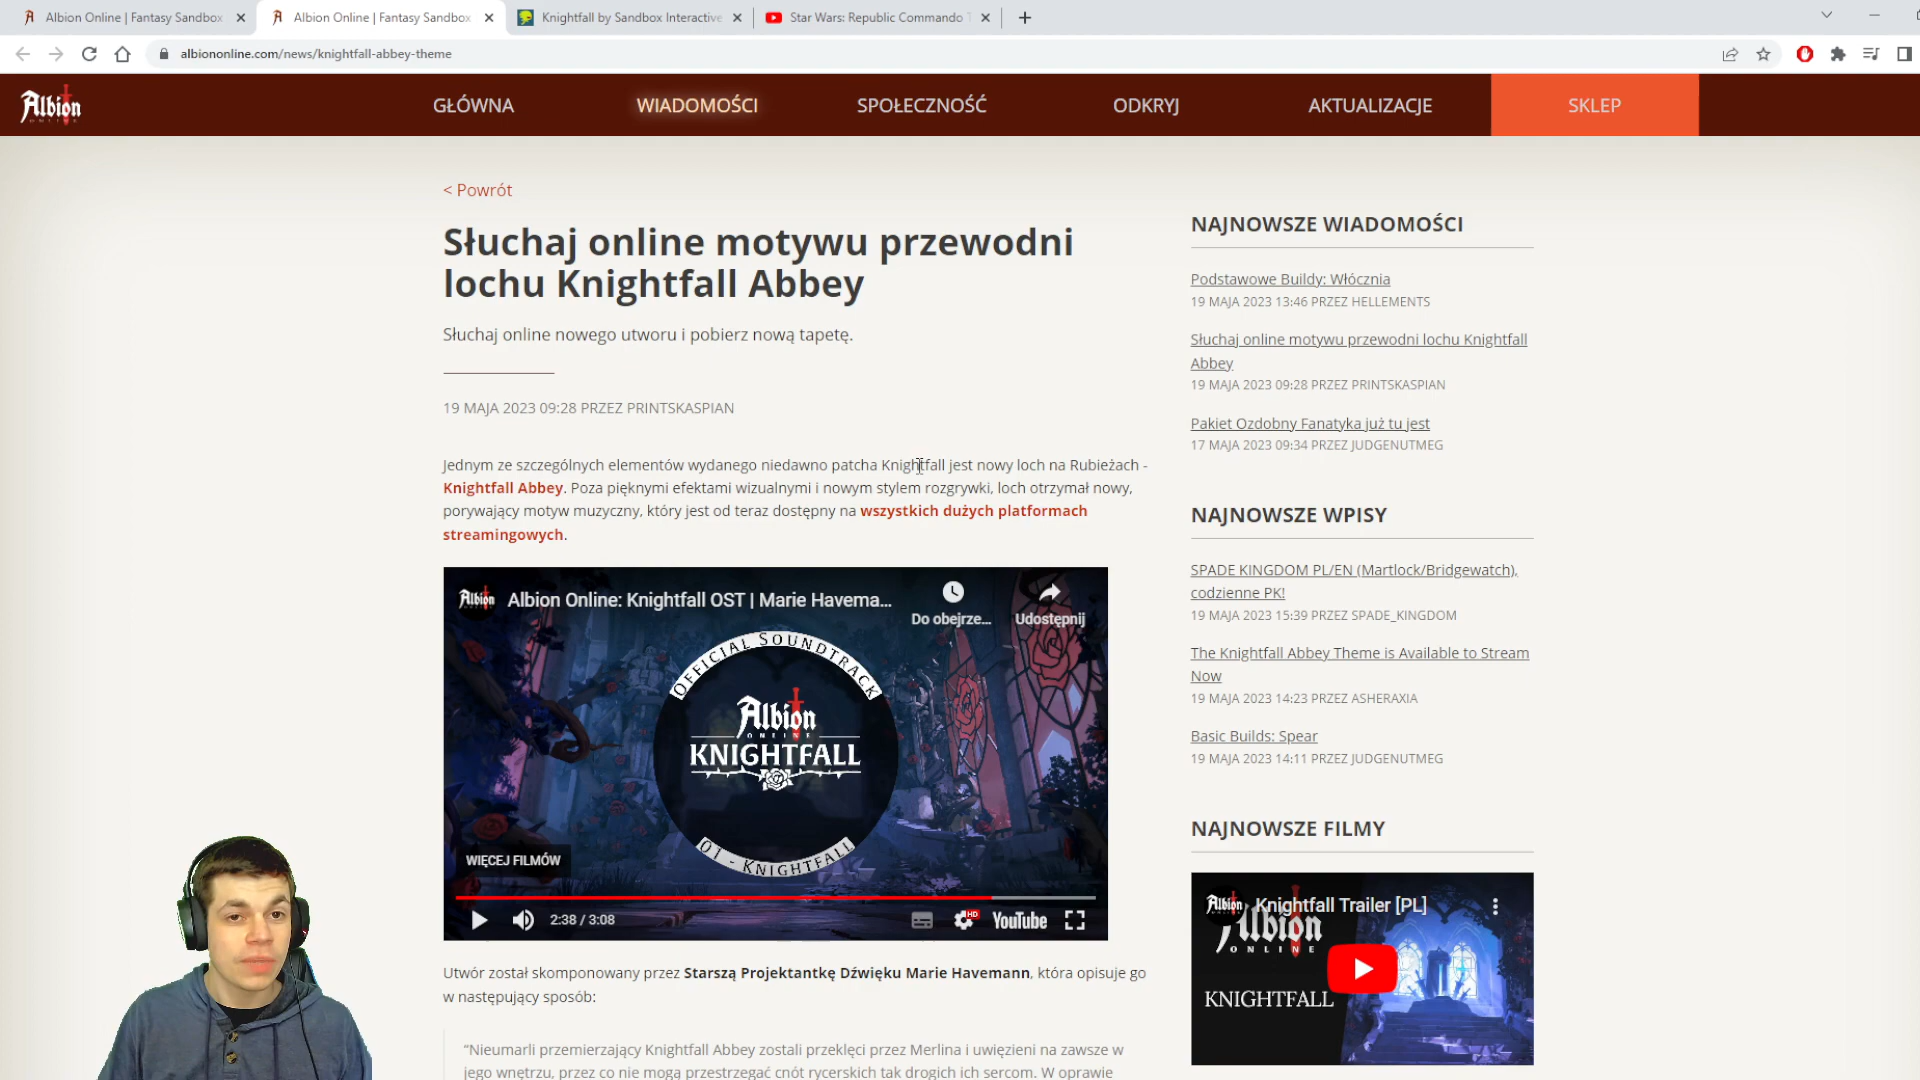 Albion Online | Fantasy Sandbox
Albion Online | Fantasy Sandbox
Knightfall by Sandbox Interactive
Star Wars: Republic Commando
albiononline.com/news/knightfall-abbey-theme
Albion
ONLINE
GŁÓWNA
WIADOMOŚCI
SPOŁECZNOŚĆ
ODKRYJ
AKTUALIZACJE
SKLEP
< Powrót
Słuchaj online motywu przewodni
lochu Knightfall Abbey
Słuchaj online nowego utworu i pobierz nową tapetę.
19 MAJA 2023 09:28 PRZEZ PRINTSKASPIAN
Jednym ze szczególnych elementów wydanego niedawno patcha Knightfall jest nowy loch na Rubieżach -
Knightfall Abbey. Poza pięknymi efektami wizualnymi i nowym stylem rozgrywki, loch otrzymał nowy,
porywający motyw muzyczny, który jest od teraz dostępny na wszystkich dużych platformach
streamingowych.
Albion
Albion Online: Knightfall OST | Marie Havema...
Do obejrze...
Udostępnij
OFFICIAL SOUNDTRACK
Albion
ONLINE
KNIGHTFALL
01 - KNIGHTFALL
WIĘCEJ FILMÓW
2:38 / 3:08
HD
YouTube
Utwór został skomponowany przez Starszą Projektantkę Dźwięku Marie Havemann, która opisuje go
w następujący sposób:
"Nieumarli przemierzający Knightfall Abbey zostali przeklęci przez Merlina i uwięzieni na zawsze w
jego wnętrzu, przez co nie mogą przestrzegać cnót rycerskich tak drogich ich sercom. W oprawie
NAJNOWSZE WIADOMOŚCI
Podstawowe Buildy: Włócznia
19 MAJA 2023 13:46 PRZEZ HELLEMENTS
Słuchaj online motywu przewodni lochu Knightfall
Abbey
19 MAJA 2023 09:28 PRZEZ PRINTSKASPIAN
Pakiet Ozdobny Fanatyka już tu jest
17 MAJA 2023 09:34 PRZEZ JUDGENUTMEG
NAJNOWSZE WPISY
SPADE KINGDOM PL/EN (Martlock/Bridgewatch),
codzienne PK!
19 MAJA 2023 15:39 PRZEZ SPADE_KINGDOM
The Knightfall Abbey Theme is Available to Stream
Now
19 MAJA 2023 14:23 PRZEZ ASHERAXIA
Basic Builds: Spear
19 MAJA 2023 14:11 PRZEZ JUDGENUTMEG
NAJNOWSZE FILMY
Albion
Knightfall Trailer [PL]
Albion
ONLINE
KNIGHTFALL